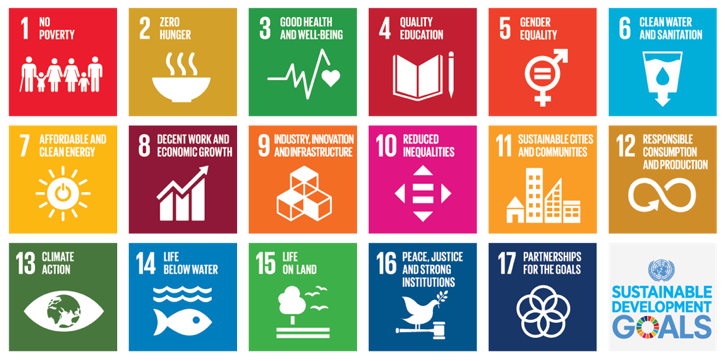 1 NO
POVERTY
2 ZERO
HUNGER
3 GOOD HEALTH
AND WELL-BEING
4 QUALITY
EDUCATION
5 GENDER
EQUALITY
6 CLEAN WATER
AND SANITATION
7 AFFORDABLE AND
CLEAN ENERGY
8 DECENT WORK AND
ECONOMIC GROWTH
9 INDUSTRY, INNOVATION
AND INFRASTRUCTURE
10 REDUCED
INEQUALITIES
11 SUSTAINABLE CITIES
AND COMMUNITIES
12 RESPONSIBLE
CONSUMPTION
AND PRODUCTION
13 CLIMATE
ACTION
14 LIFE
BELOW WATER
15 LIFE
ON LAND
16 PEACE, JUSTICE
AND STRONG
INSTITUTIONS
17 PARTNERSHIPS
FOR THE GOALS
SUSTAINABLE
DEVELOPMENT
GOALS